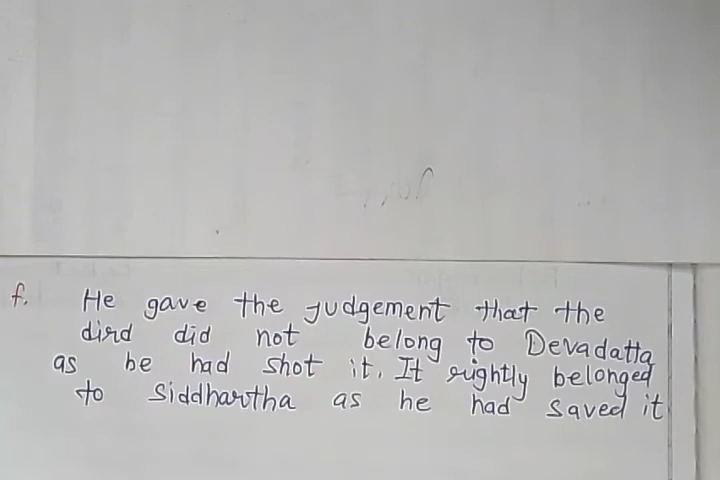 f. He gave the judgement that the
dird did not belong to Devadatta
as he had shot it. It rightly belonged
to Siddhartha as he had saved it